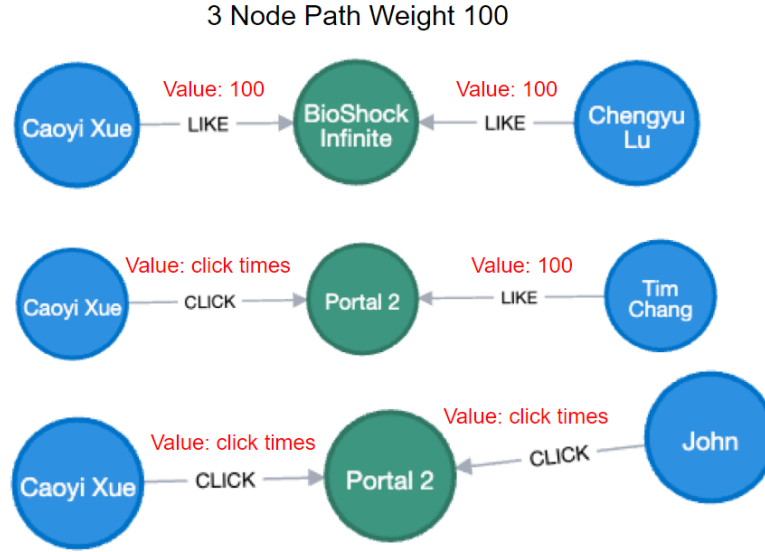 3 Node Path Weight 100
Value: 100
Value: 100
Caoyi Xue
LIKE
BioShock
Infinite
LIKE
Chengyu
Lu
Value: click times
Value: 100
Caoyi Xue
CLICK
Portal 2
LIKE
Tim
Chang
Value: click times
Value: click times
Caoyi Xue
CLICK
Portal 2
CLICK
John